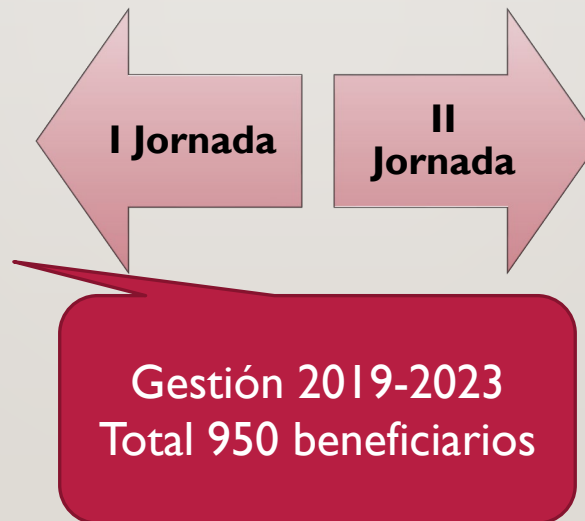 I Jornada
II
Jornada
Gestión 2019-2023
Total 950 beneficiarios